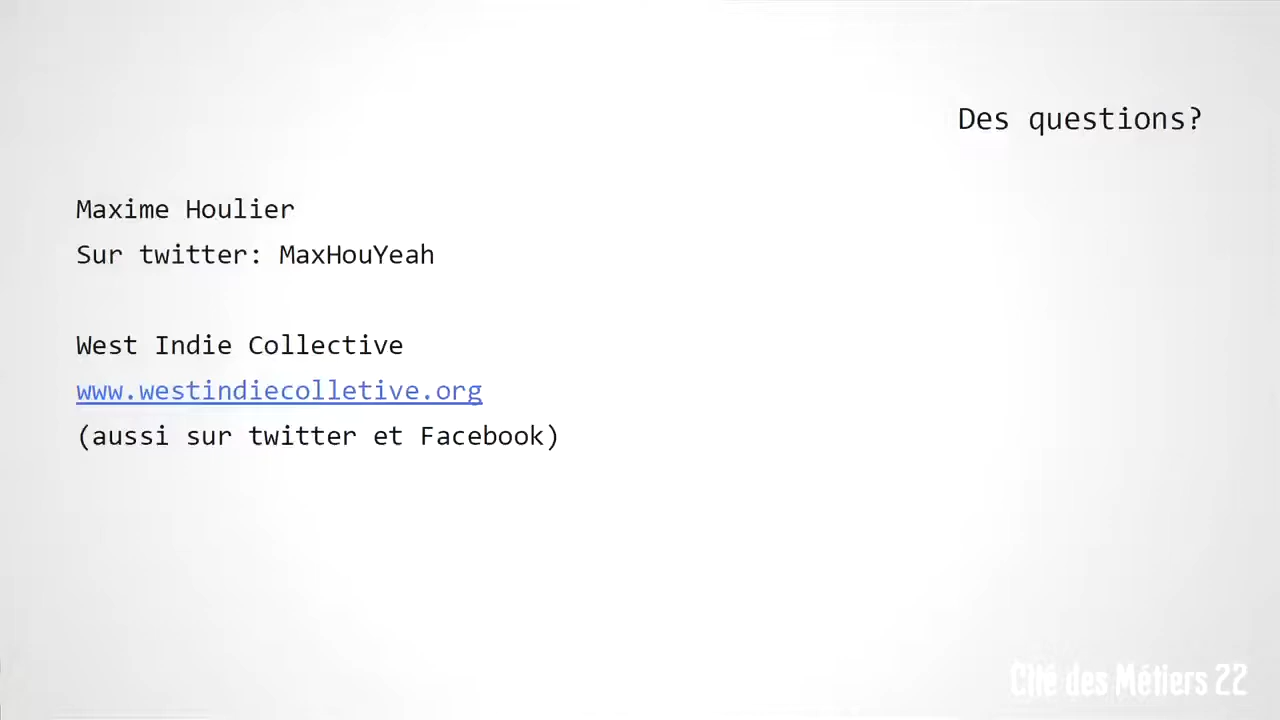 Des questions?
Maxime Houlier
Sur twitter: MaxHouYeah
West Indie Collective
www.westindiecolletive.org
(aussi sur twitter et Facebook)
Cité des Métiers 22